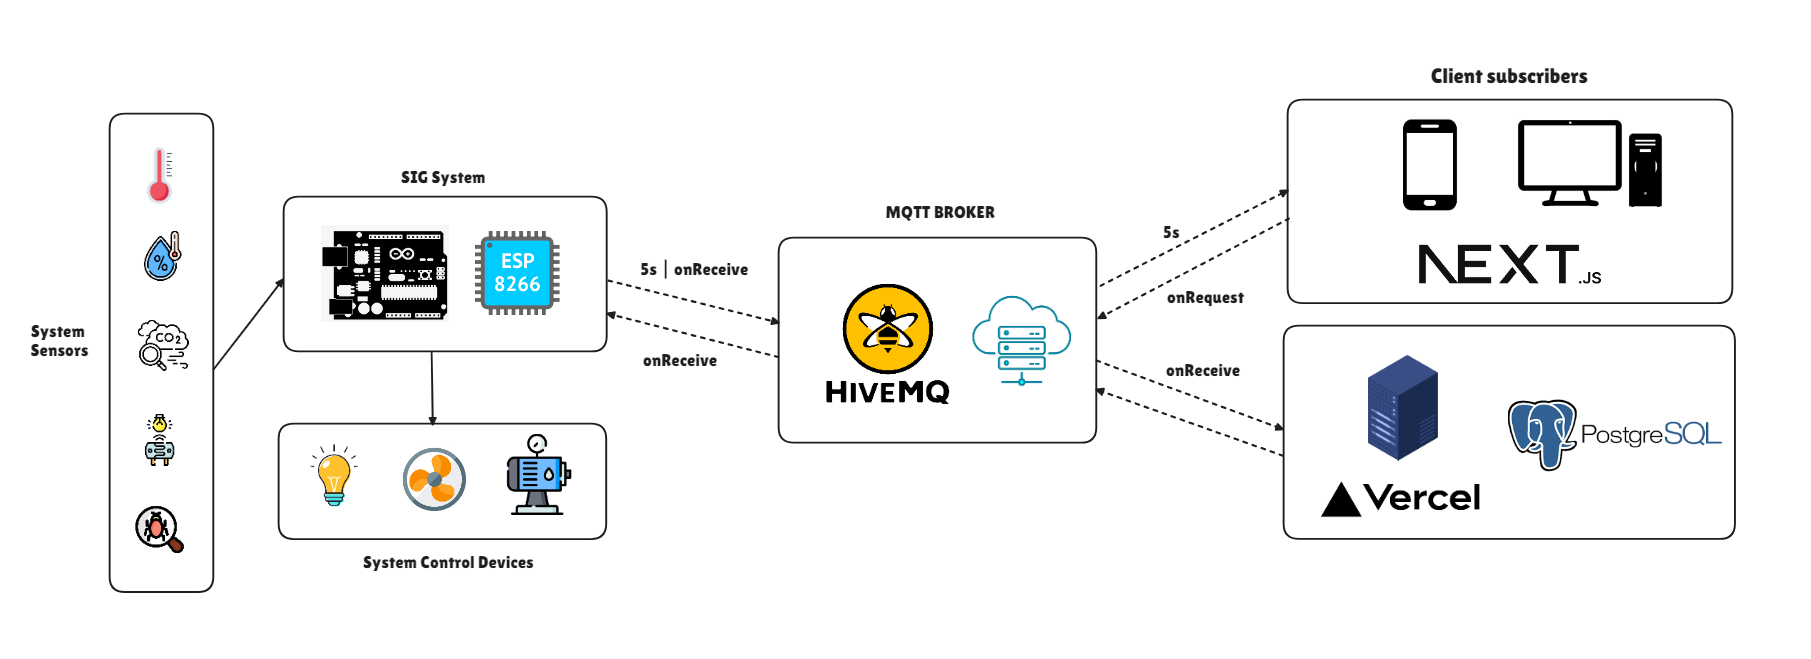 Client subscribers
SIG System
MQTT BROKER
System
Sensors
%
CO2
ESP
8266
5s | onReceive
onReceive
HIVEMQ
5s
onRequest
NEXT.JS
onReceive
PostgreSQL
Vercel
System Control Devices